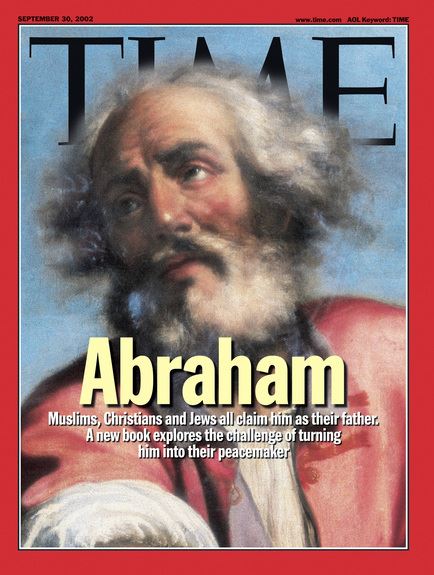 SEPTEMBER 30, 2002 www.time.com AOL Keyword: TIME
TIME
Abraham
Muslims, Christians and Jews all claim him as their father.
A new book explores the challenge of turning
him into their peacemaker